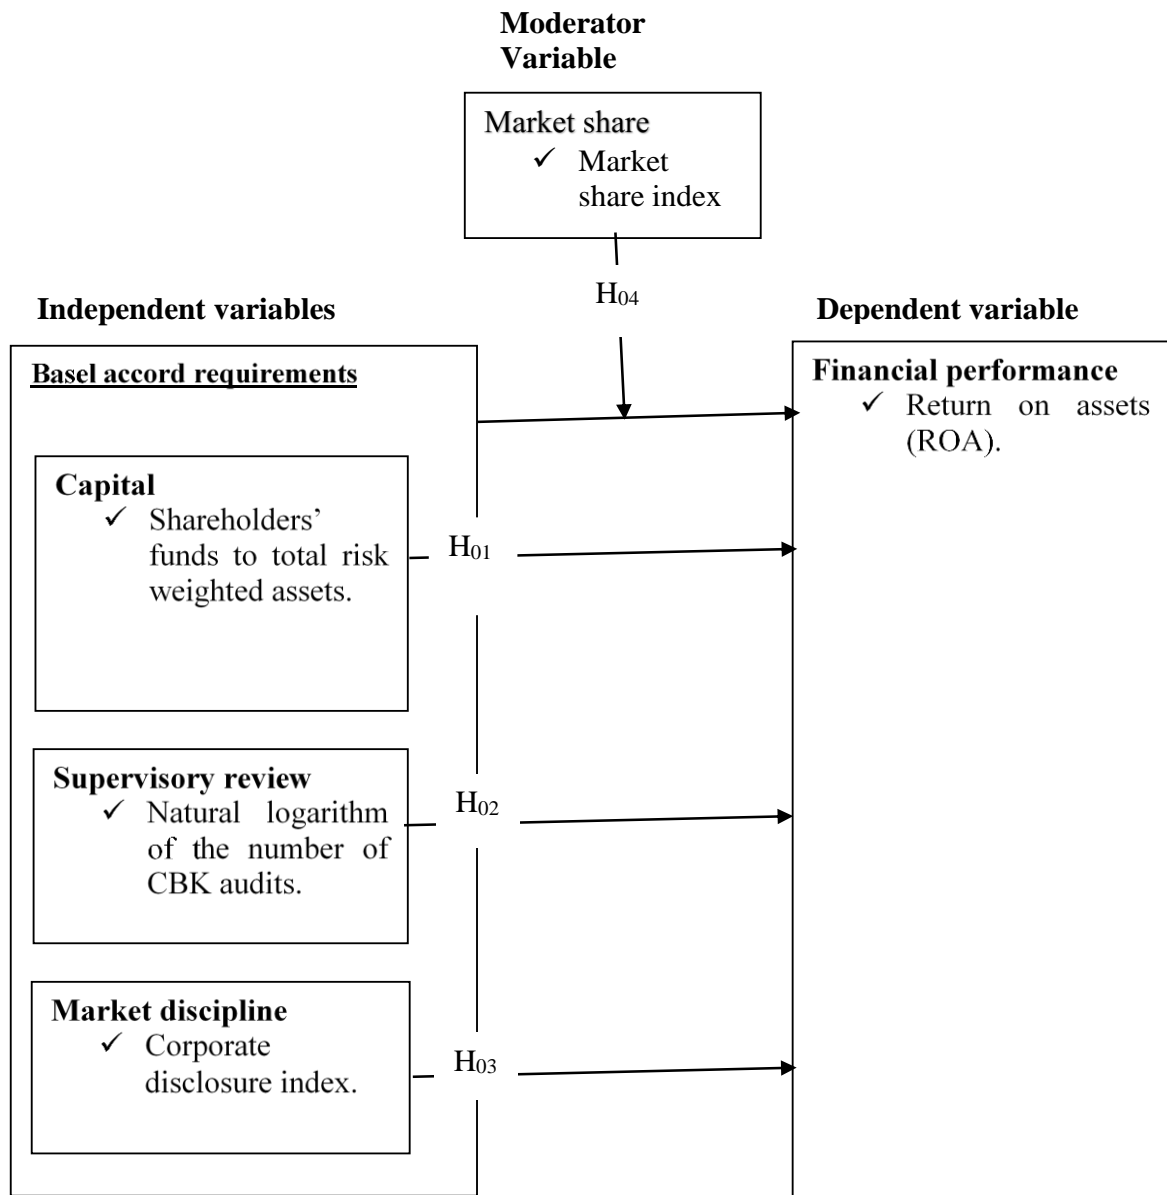 Moderator
Variable
Market share
✓ Market
share index
H04
Independent variables
Dependent variable
Basel accord requirements
Financial performance
✓ Return on assets
(ROA).
Capital
✓ Shareholders’
funds to total risk
weighted assets.
H01
Supervisory review
✓ Natural logarithm
of the number of
CBK audits.
H02
Market discipline
✓ Corporate
disclosure index.
H03